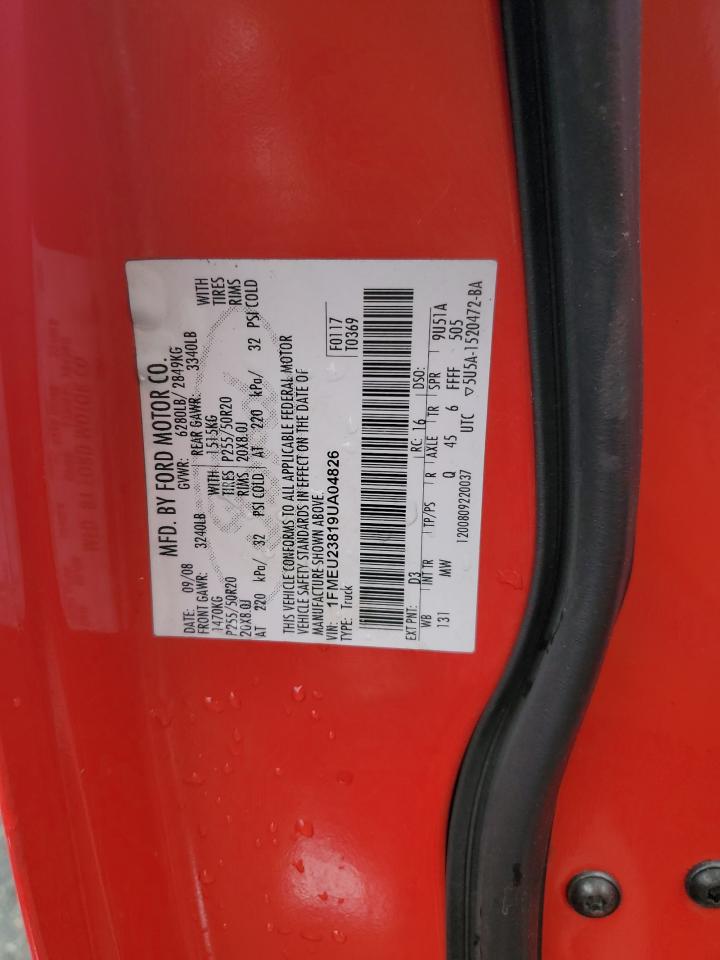 MFD. BY FORD MOTOR CO.
DATE: 09/08 GVWR: 6280LB/ 2849KG
FRONT GAWR: 3240LB REAR GAWR: 3340LB
1470KG WITH 1515KG WITH
P255/50R20 TIRES P255/50R20 TIRES
20X8.0J RIMS 20X8.0J RIMS
AT 220 kPa/ 32 PSI COLD AT 220 kPa/ 32 PSI COLD
THIS VEHICLE CONFORMS TO ALL APPLICABLE FEDERAL MOTOR
VEHICLE SAFETY STANDARDS IN EFFECT ON THE DATE OF
MANUFACTURE SHOWN ABOVE.
VIN: 1FMEU23819UA04826 F0117
TYPE: Truck T0369
EXT PNT: D3 RC: 16 DSO:
WB INT TR TP/PS R AXLE TR SPR 9U51A
131 MW Q 45 6 FFFF 505
1200809220037 UTC ▽5U5A-1520472-BA